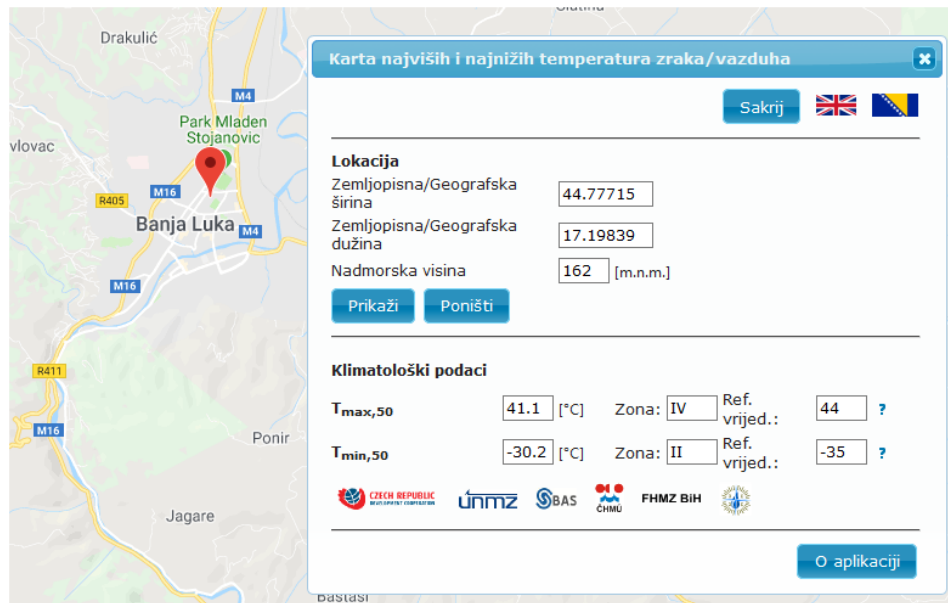 Drakulić
Karta najviših i najnižih temperatura zraka/vazduha
M4
Sakrij
Park Mladen
Stojanovic
vlovac
Lokacija
Zemljopisna/Geografska
širina
44.77715
R405
M16
Banja Luka
M4
Zemljopisna/Geografska
dužina
17.19839
Nadmorska visina
162
[m.n.m.]
M16
Prikaži
Poništi
R411
Klimatološki podaci
Tmax,50
41.1 [°C]
Zona: IV
Ref.
vrijed.:
44
?
M16
Ponir
Tmin,50
-30.2 [°C]
Zona: II
Ref.
vrijed.:
-35
?
CZECH REPUBLIC
DEVELOPMENT COOPERATION
únmz
BAS
ČHMÚ
FHMZ BiH
Jagare
O aplikaciji
Bastasi